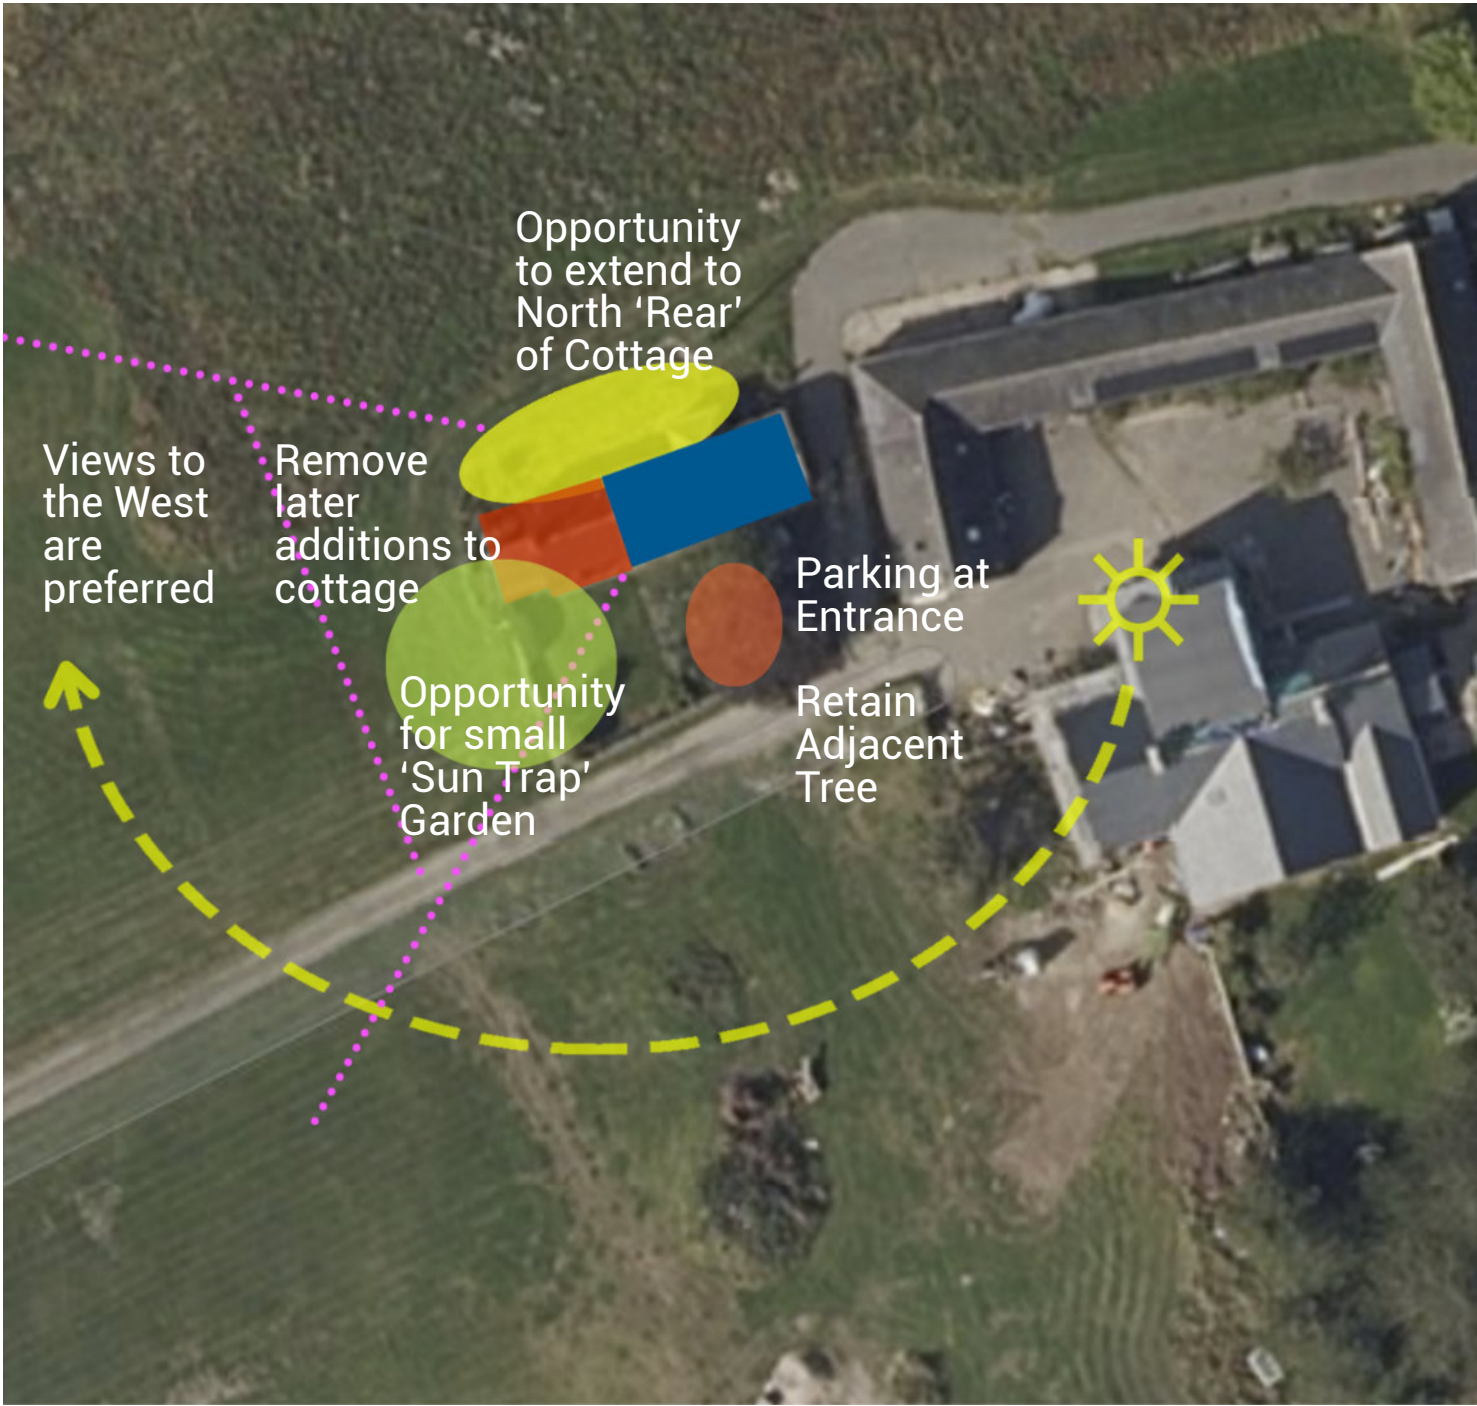 Opportunity
to extend to
North ‘Rear’
of Cottage
Views to
the West
are
preferred
Remove
later
additions to
cottage
Parking at
Entrance
Opportunity
for small
‘Sun Trap’
Garden
Retain
Adjacent
Tree